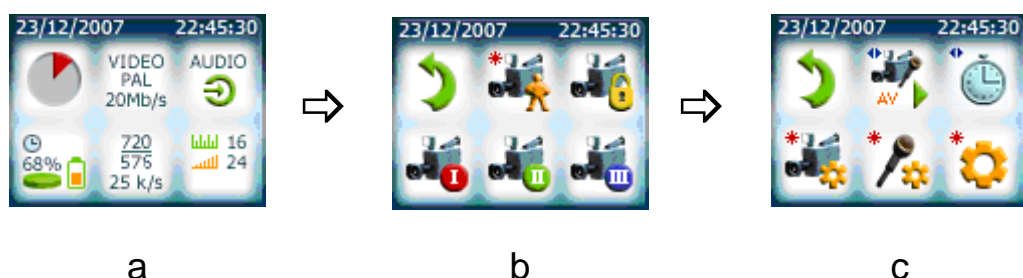 23/12/2007 22:45:30
VIDEO
PAL
20Mb/s
AUDIO
68%
720
576
25 k/s
16
24
23/12/2007 22:45:30
I
II
III
23/12/2007 22:45:30
AV
a
b
c